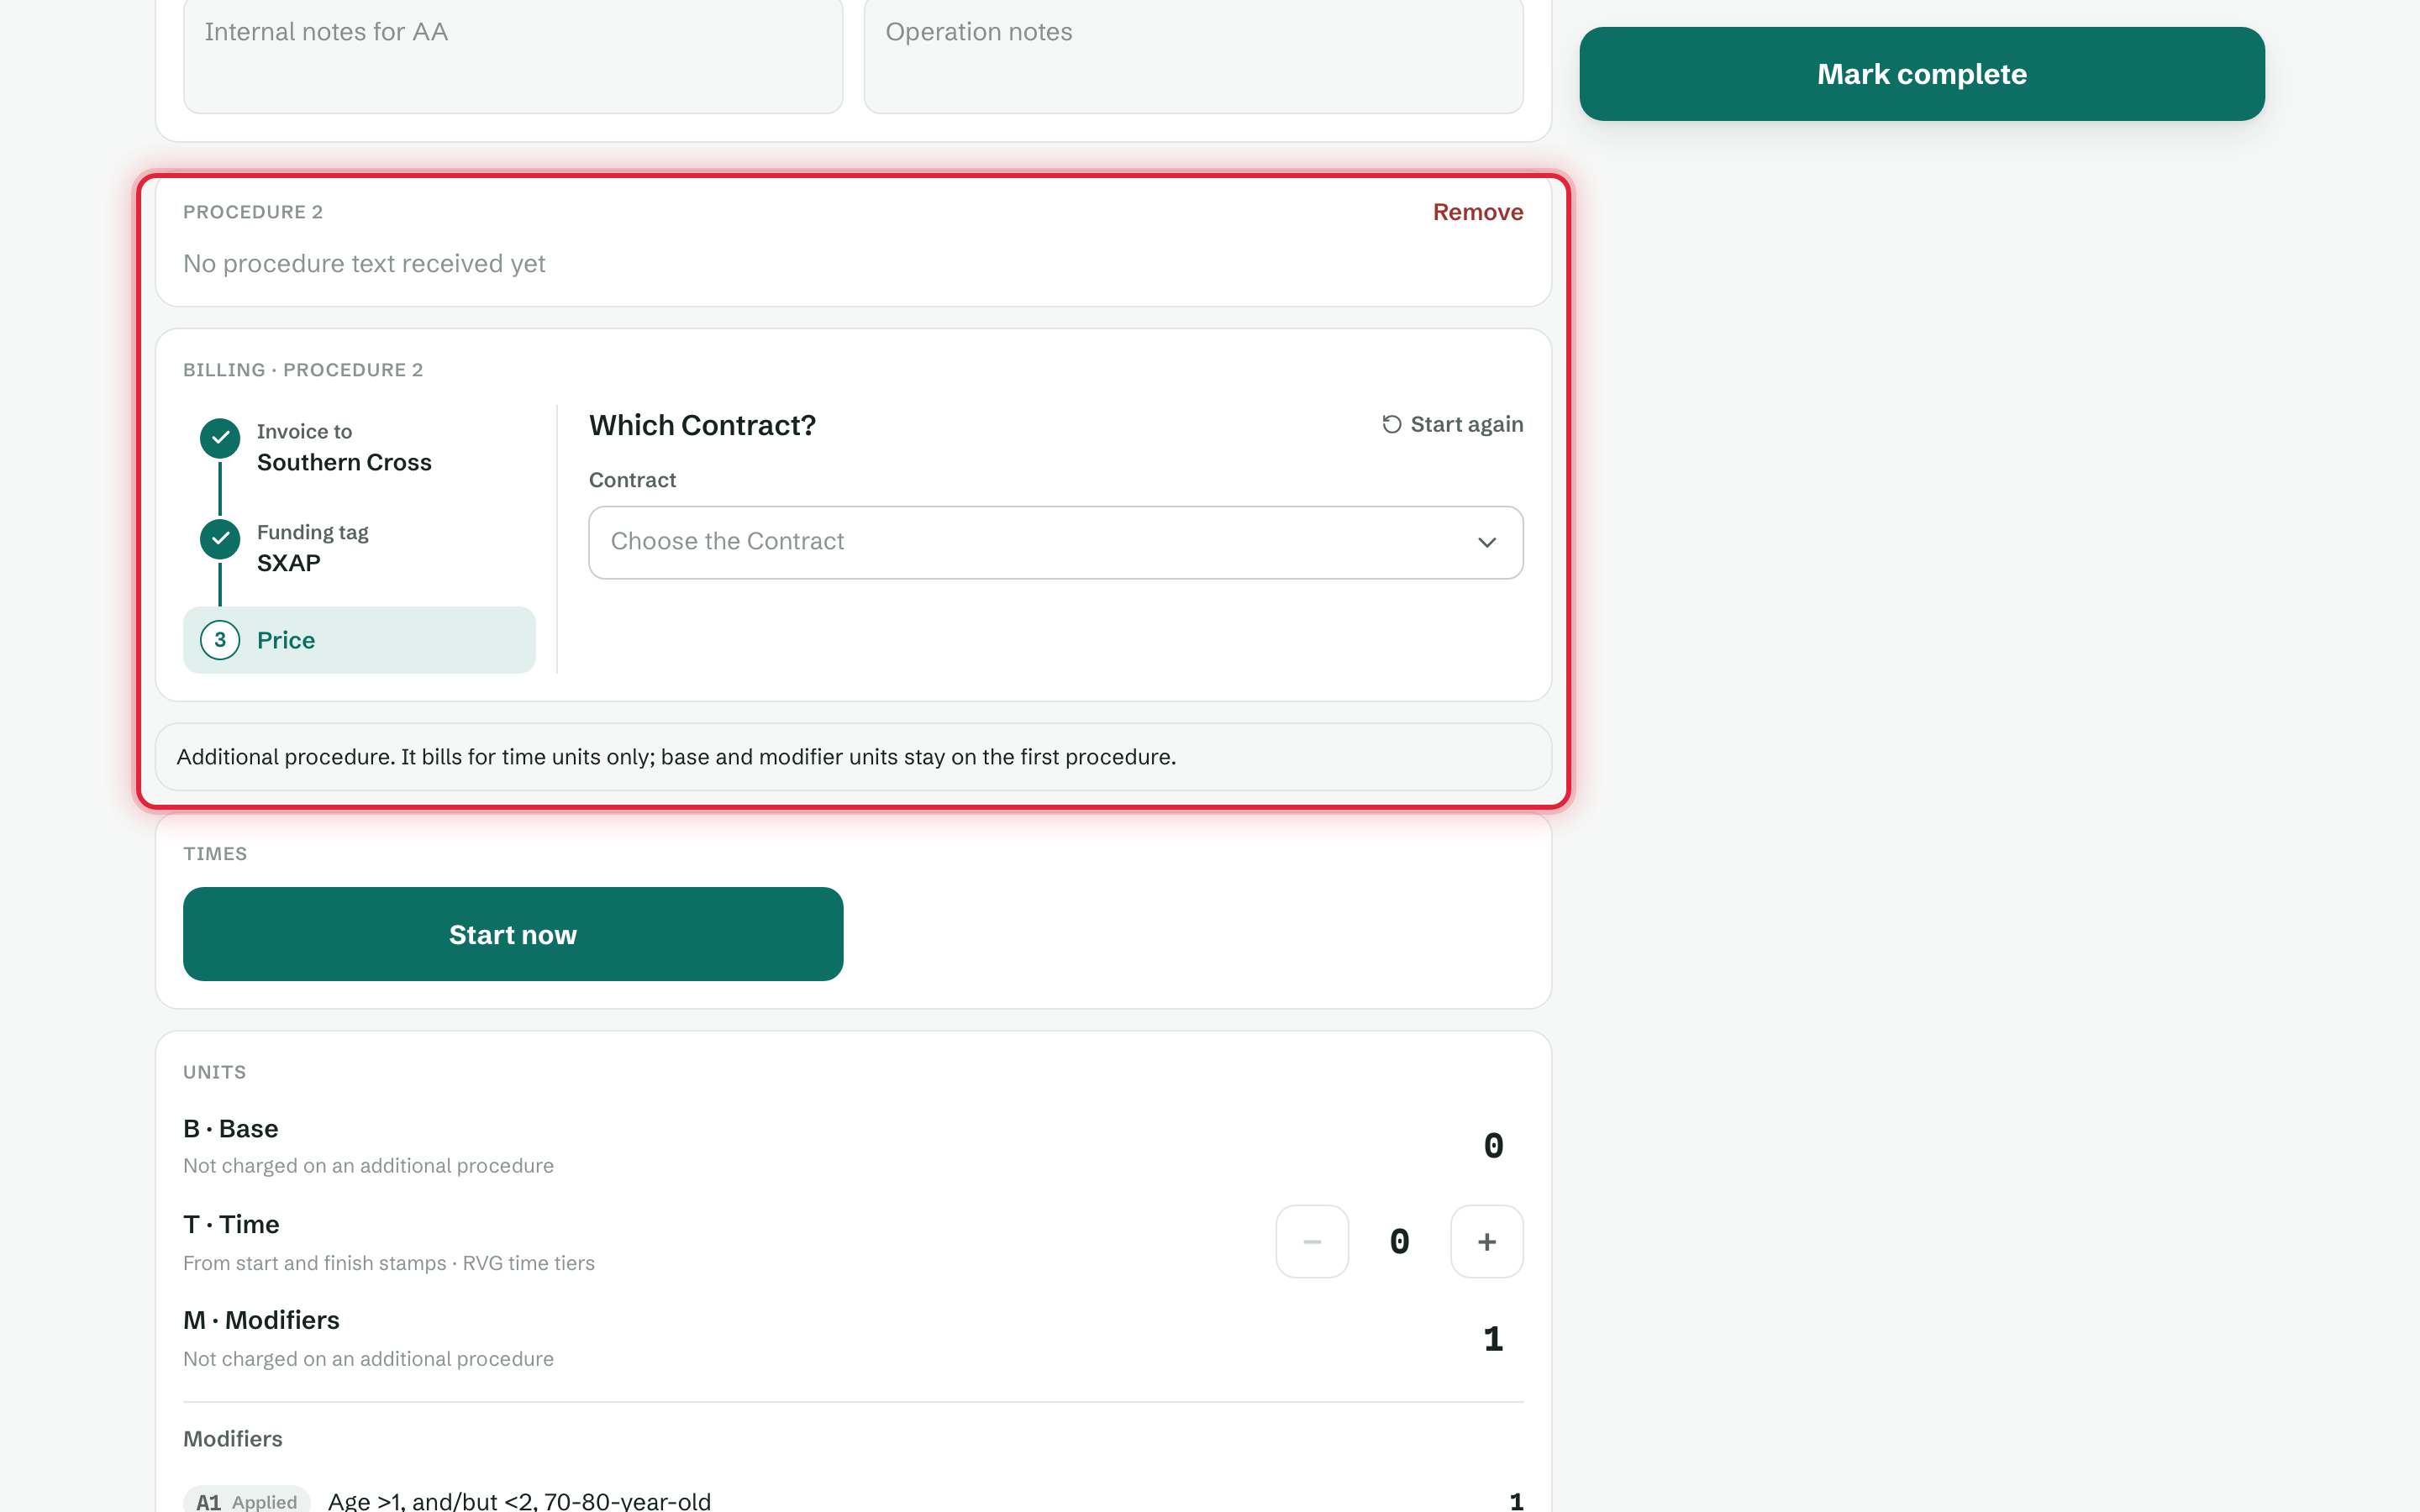 Internal notes for AA
Operation notes
Mark complete
PROCEDURE 2
Remove
No procedure text received yet
BILLING · PROCEDURE 2
Invoice to
Southern Cross
Funding tag
SXAP
3
Price
Which Contract?
Start again
Contract
Choose the Contract
Additional procedure. It bills for time units only; base and modifier units stay on the first procedure.
TIMES
Start now
UNITS
B · Base
0
Not charged on an additional procedure
T · Time
− 0 +
From start and finish stamps · RVG time tiers
M · Modifiers
1
Not charged on an additional procedure
Modifiers
A1 Applied Age >1, and/but <2, 70-80-year-old 1